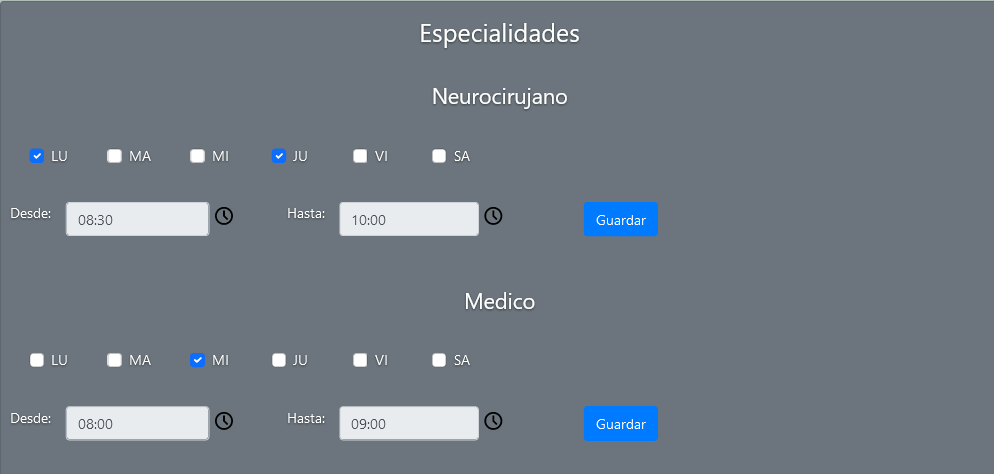 Especialidades
Neurocirujano
LU MA MI JU VI SA
Desde: 08:30 Hasta: 10:00 Guardar
Medico
LU MA MI JU VI SA
Desde: 08:00 Hasta: 09:00 Guardar